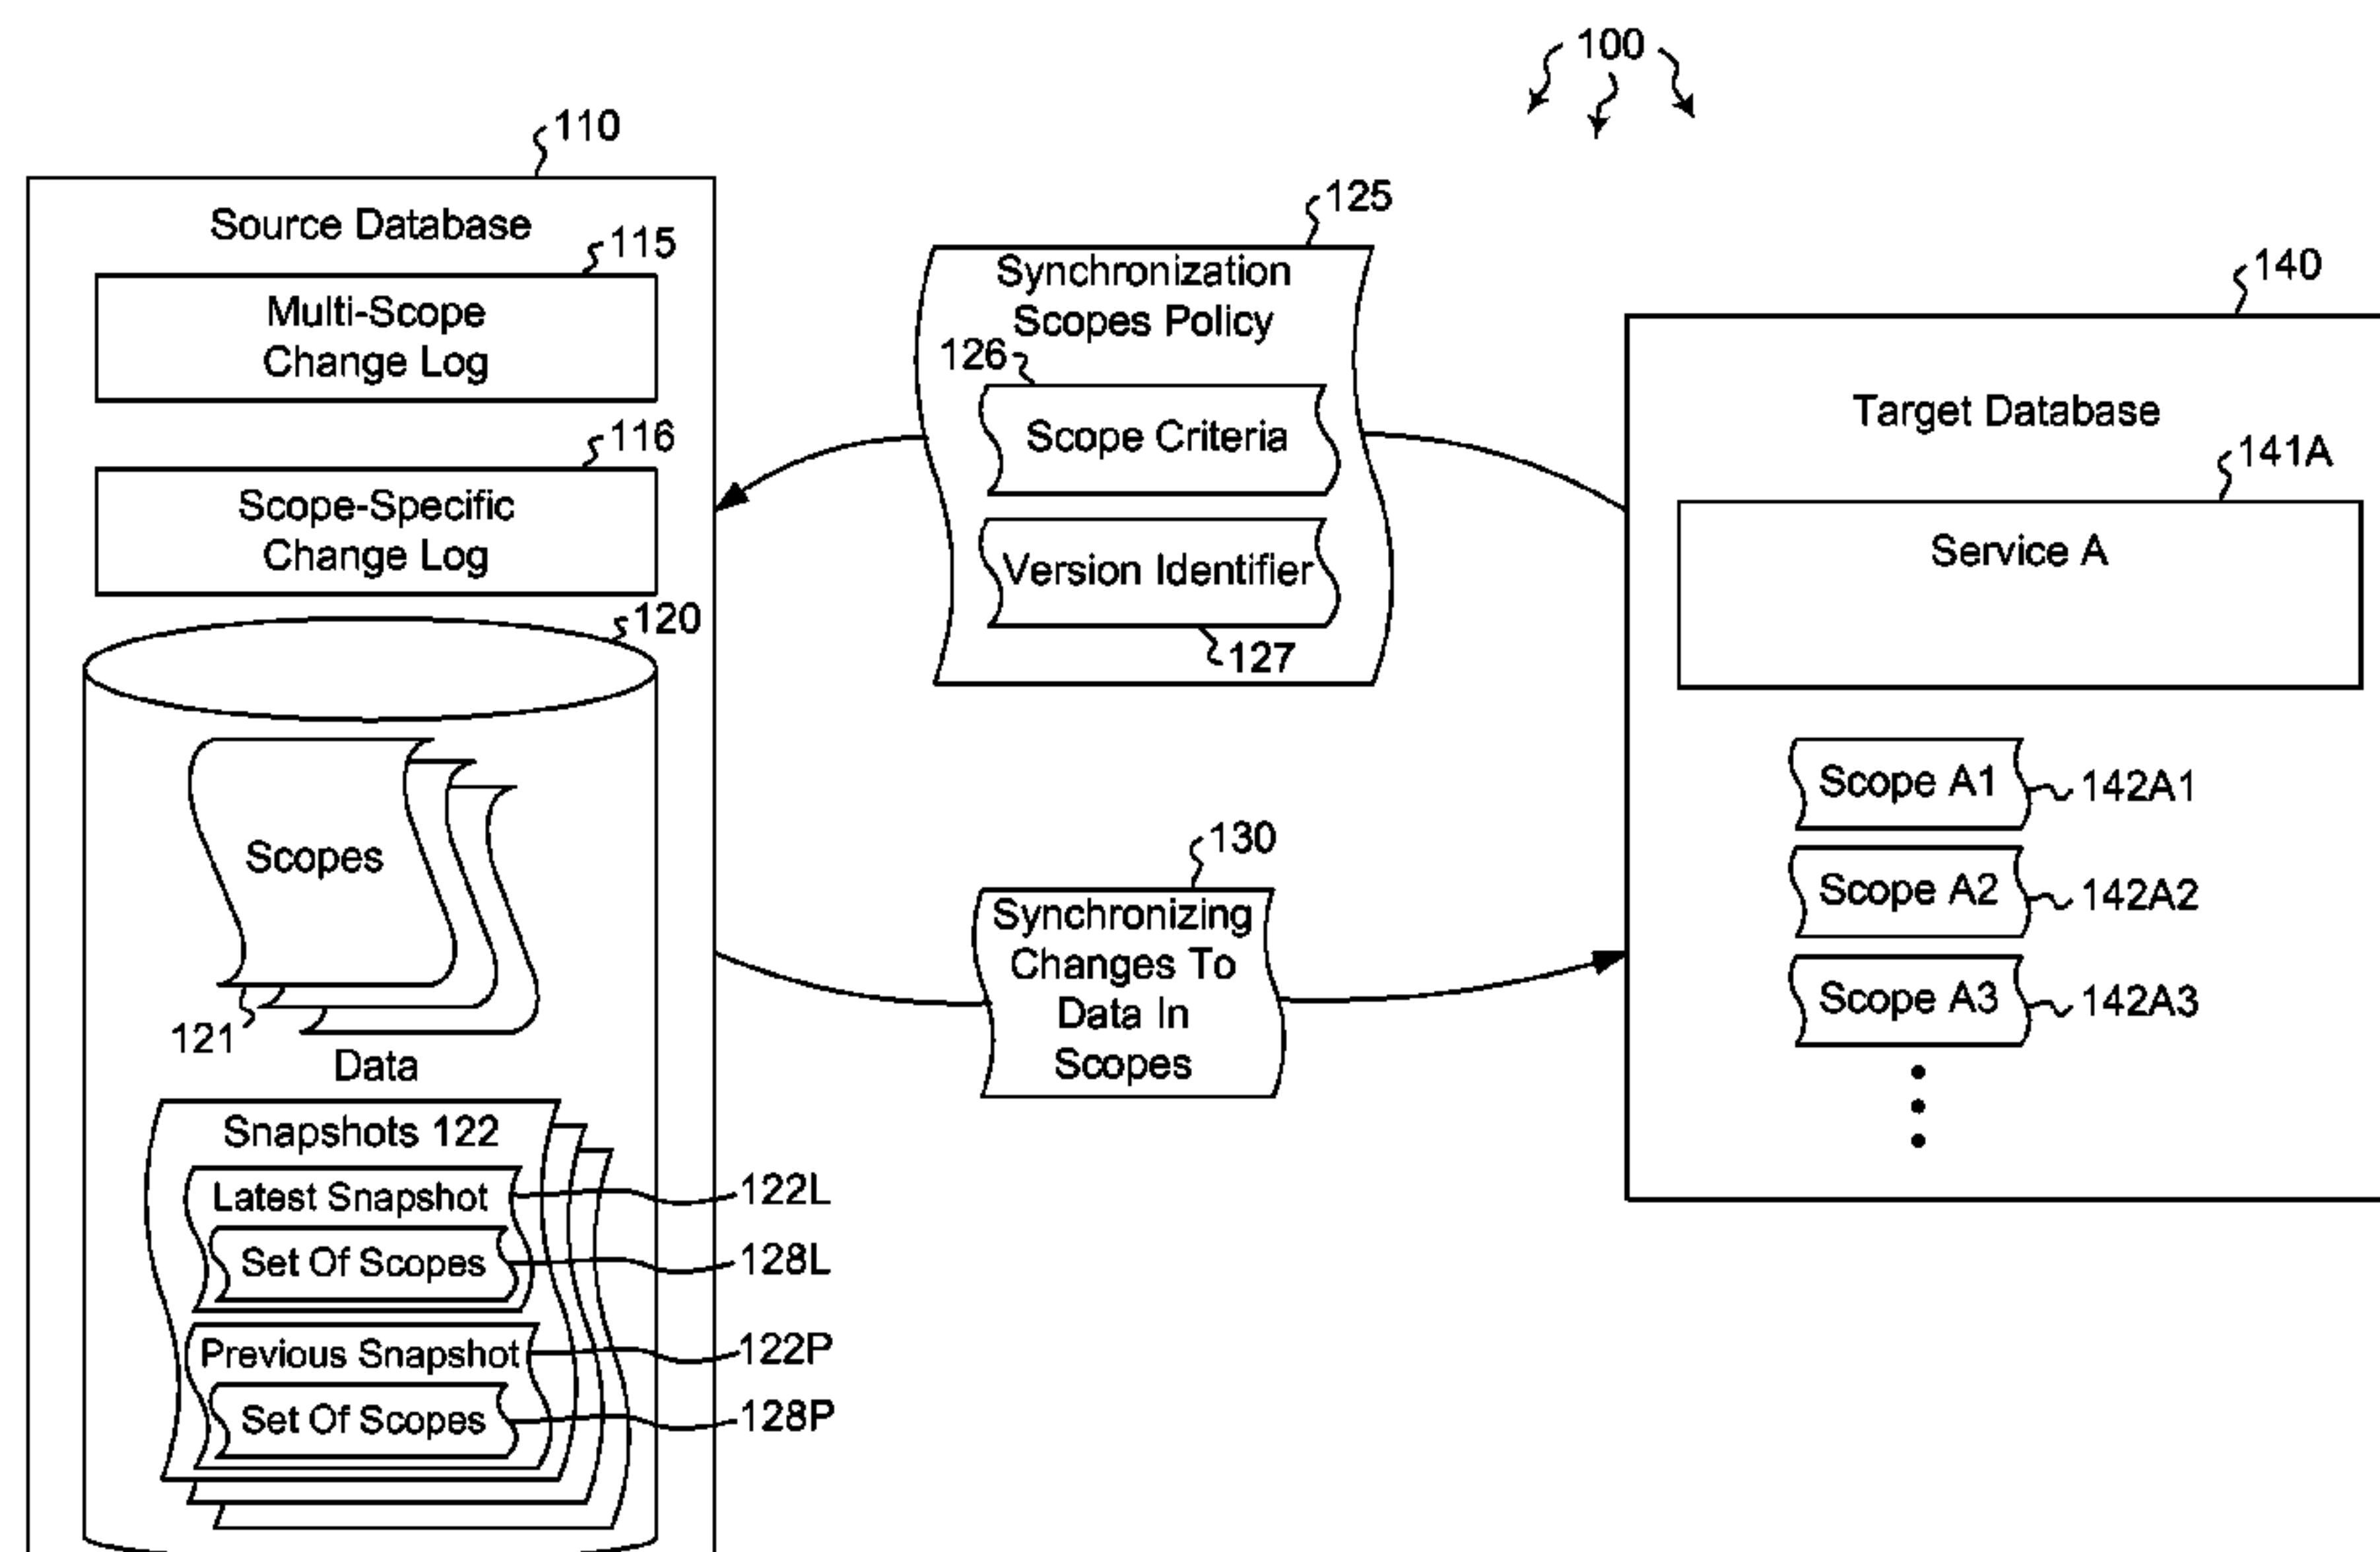 100
110
Source Database
115
Multi-Scope
Change Log
116
Scope-Specific
Change Log
120
Scopes
121
Data
Snapshots 122
Latest Snapshot
122L
Set Of Scopes
128L
Previous Snapshot
122P
Set Of Scopes
128P
125
Synchronization
Scopes Policy
126
Scope Criteria
Version Identifier
127
130
Synchronizing
Changes To
Data In
Scopes
140
Target Database
141A
Service A
Scope A1
142A1
Scope A2
142A2
Scope A3
142A3